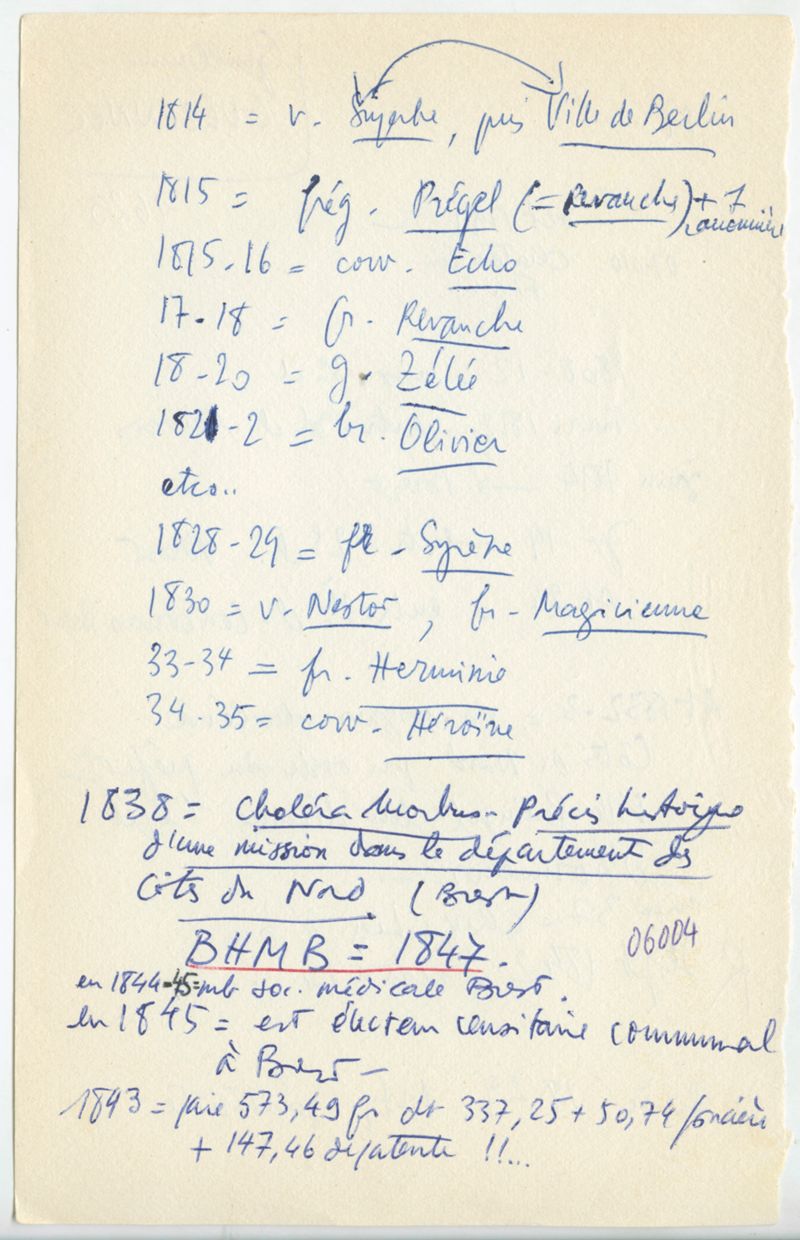 1814 = v. Superbe, puis Ville de Berlin
1815 = frég. Prégel (= Revanche) + 7
canonnière
1815-16 = corv. Echo
17-18 = fr. Revanche
18-20 = g. Zélée
1821-2 = br. Olivier
etc..
1828-29 = fr. Syrène
1830 = v. Nestor, fr. Magicienne
33-34 = fr. Herminie
34-35 = corv. Héroïne
1838 = Choléra Morbus. Précis historique
d'une mission dans le département des
Côtes du Nord. (Brest)
BHMB = 1847.
06004
en 1844-45 = mb soc. médicale Brest.
en 1845 = est électeur censitaire communal
à Brest -
1843 = paie 573,49 fr dt 337,25 + 50,74 foncière
+ 147,46 de patente !!...